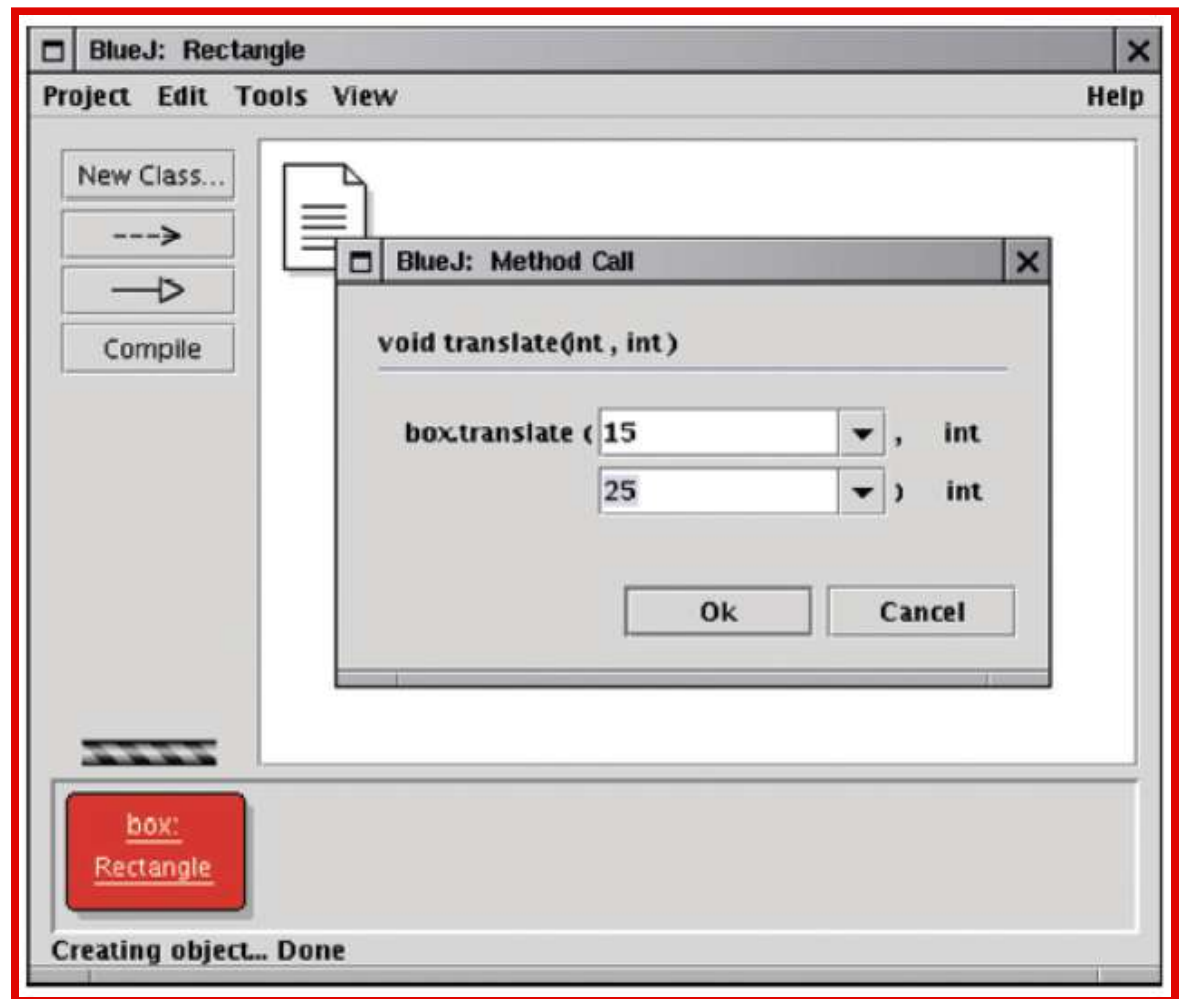 BlueJ: Rectangle
Project Edit Tools View Help
New Class...
Compile
BlueJ: Method Call
void translate(int , int )
box.translate ( 15 , int
25 ) int
Ok Cancel
box:
Rectangle
Creating object... Done